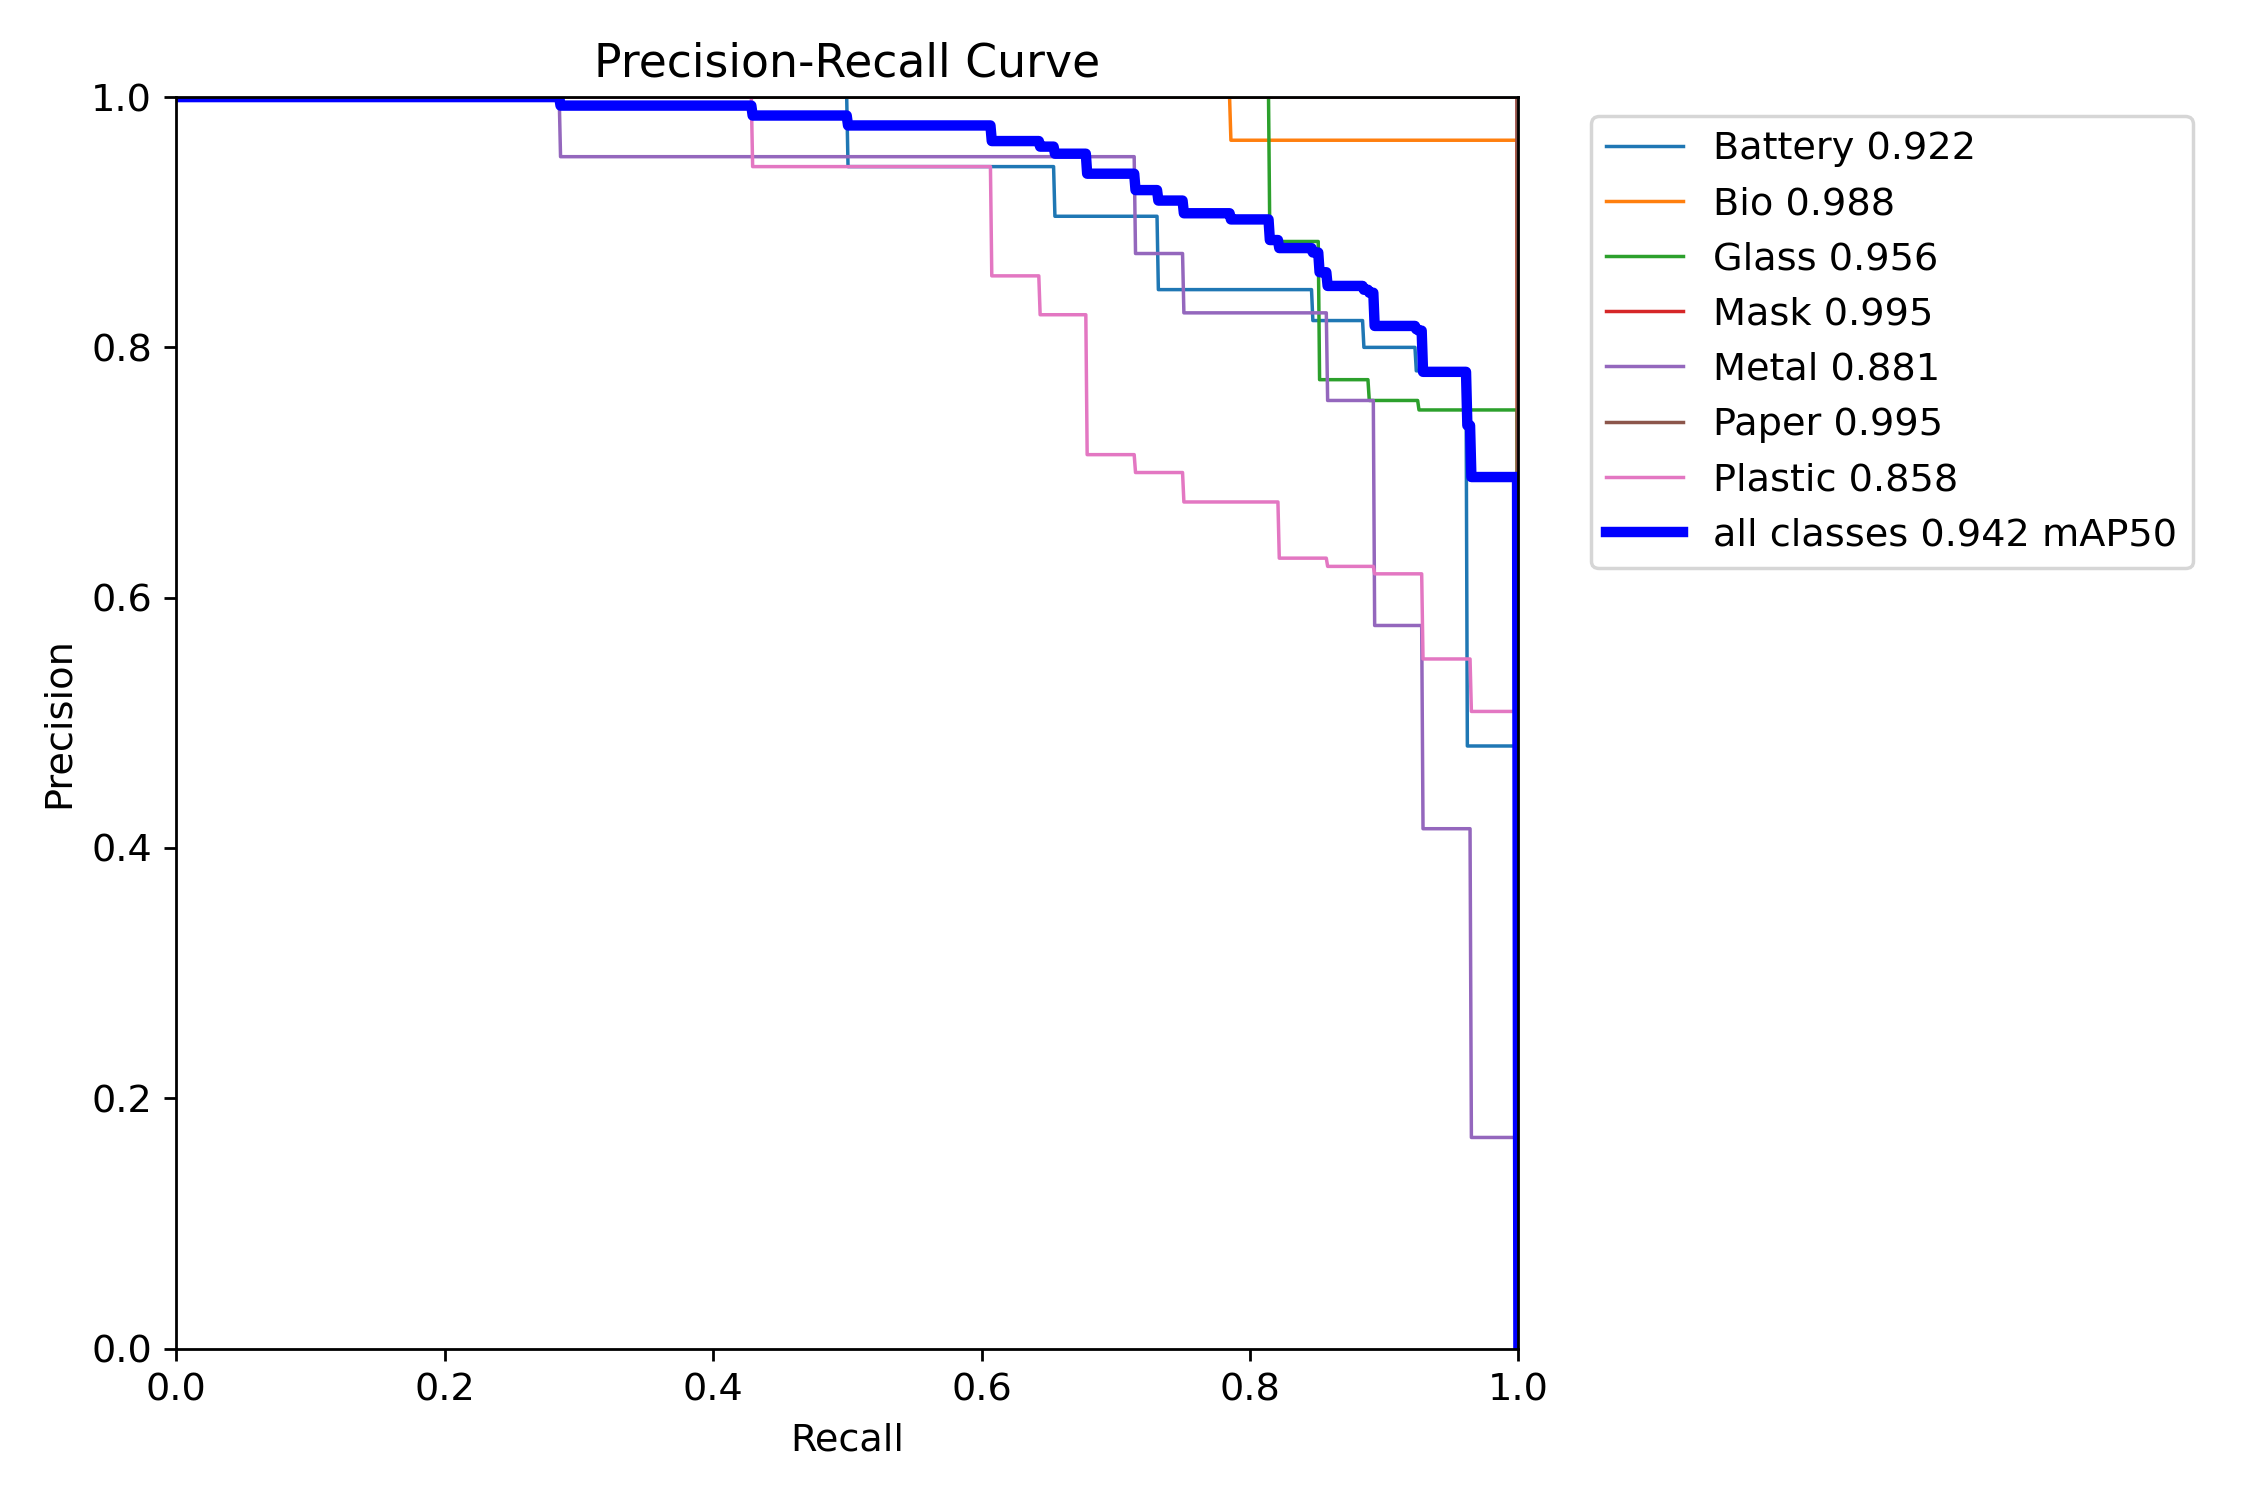 Precision-Recall Curve
1.0
0.8
0.6
0.4
0.2
0.0
Precision
0.0 0.2 0.4 0.6 0.8 1.0
Recall
Battery 0.922
Bio 0.988
Glass 0.956
Mask 0.995
Metal 0.881
Paper 0.995
Plastic 0.858
all classes 0.942 mAP50